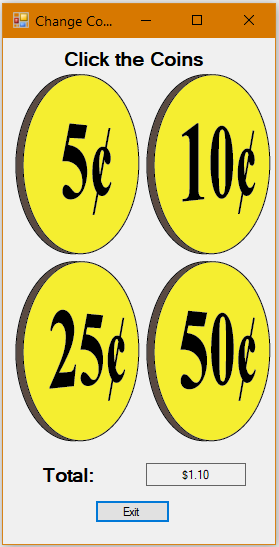 Change Co...
Click the Coins
5¢ 10¢
25¢ 50¢
Total: $1.10
Exit